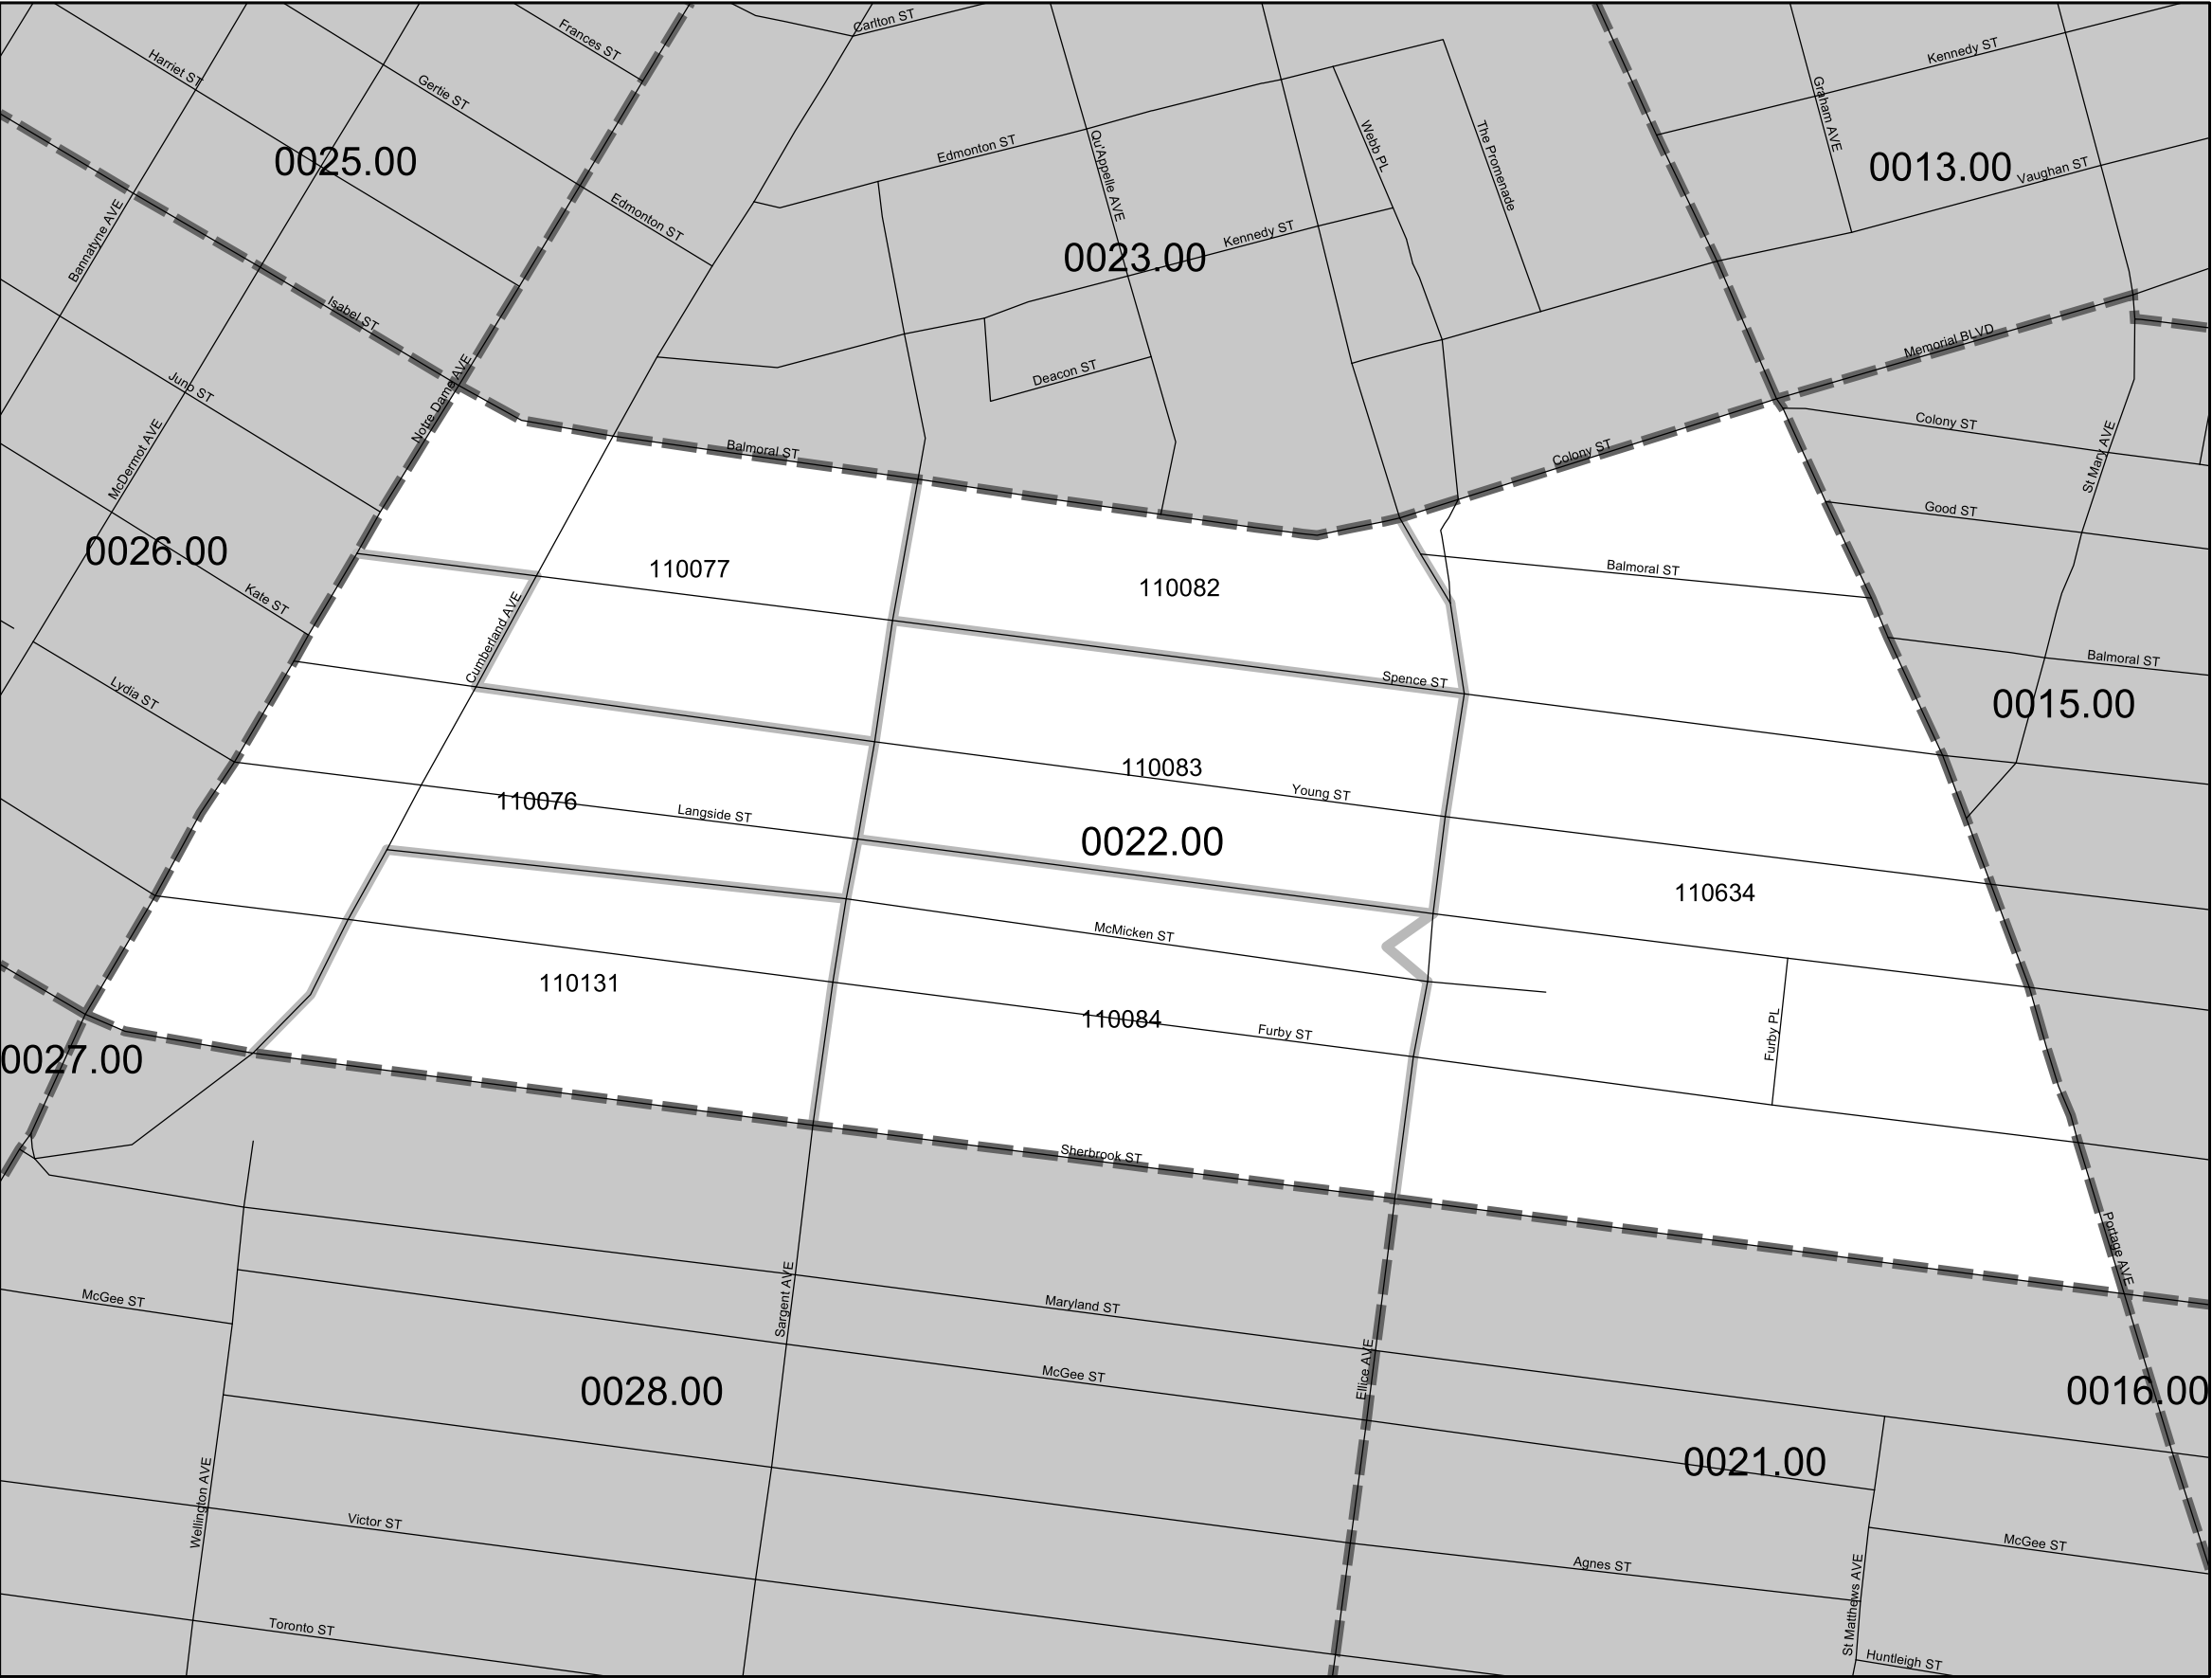 Carlton ST
Frances ST
Kennedy ST
Harriet ST
Gertie ST
Graham AVE
Webb PL
The Promenade
Edmonton ST
Qu'Appelle AVE
0025.00
0013.00
Vaughan ST
Bannatyne AVE
Edmonton ST
Kennedy ST
0023.00
Isabel ST
Memorial BLVD
Juno ST
Notre Dame AVE
Deacon ST
Colony ST
McDermot AVE
Balmoral ST
Colony ST
St Mary AVE
Good ST
0026.00
110077
110082
Balmoral ST
Kate ST
Cumberland AVE
Balmoral ST
Lydia ST
Spence ST
0015.00
110083
Young ST
110076
Langside ST
0022.00
110634
McMicken ST
110131
110084
Furby ST
Furby PL
0027.00
Sherbrook ST
Portage AVE
McGee ST
Sargent AVE
Maryland ST
Ellice AVE
McGee ST
0028.00
0016.00
0021.00
Wellington AVE
Victor ST
Agnes ST
McGee ST
St Matthews AVE
Toronto ST
Huntleigh ST